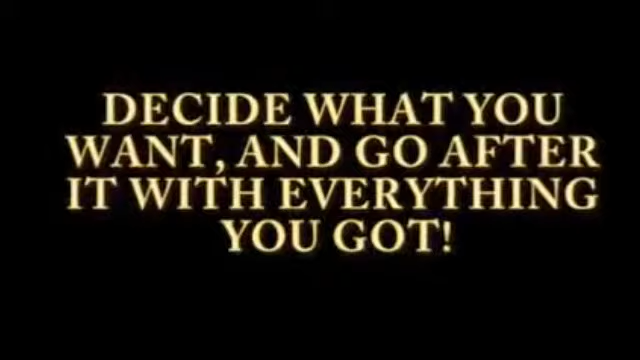 DECIDE WHAT YOU
WANT, AND GO AFTER
IT WITH EVERYTHING
YOU GOT!